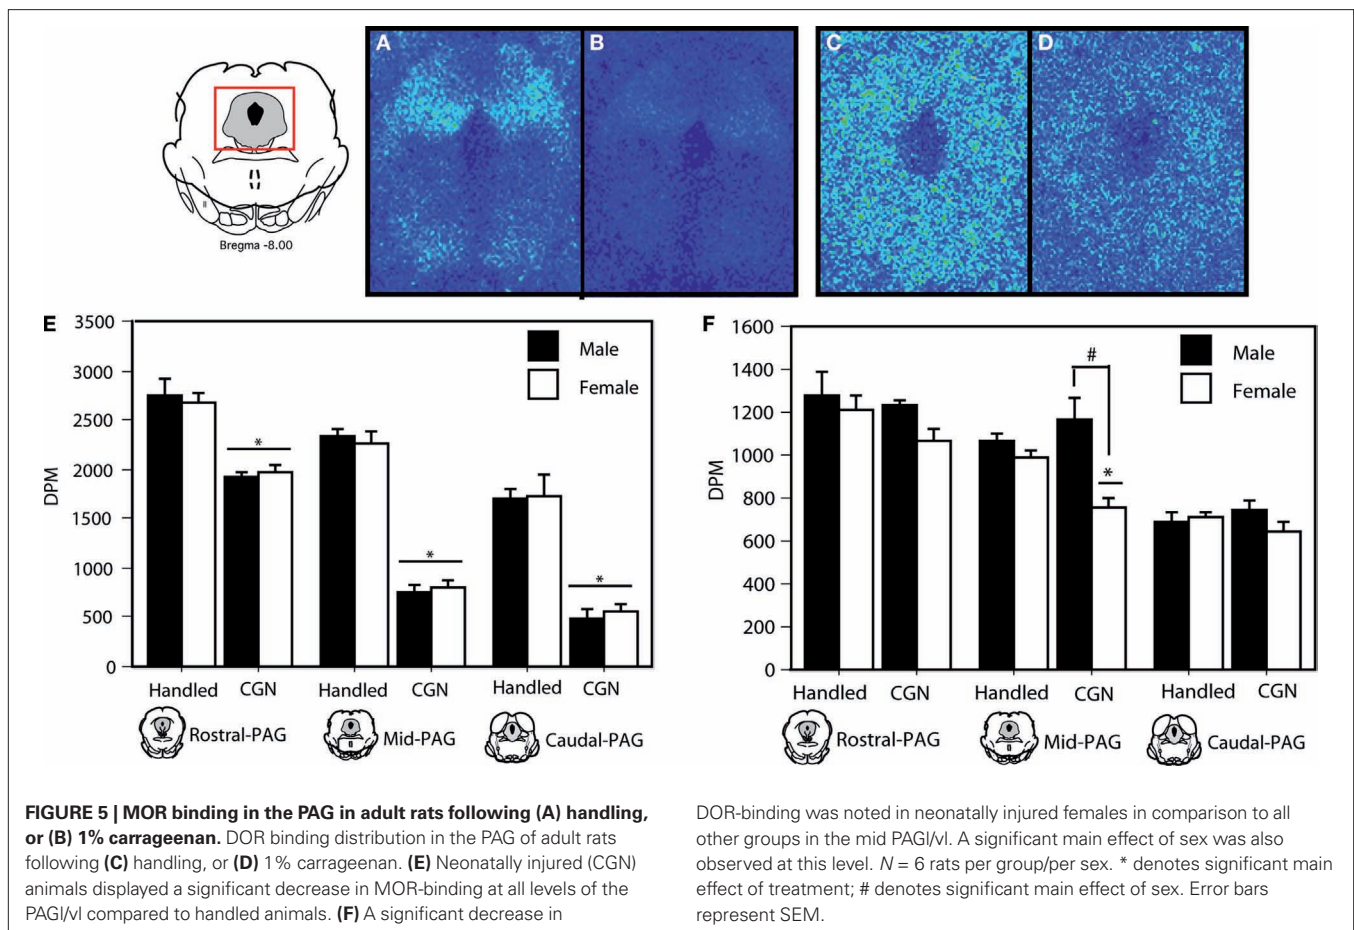 A
B
C
D
II
Bregma -8.00
E
3500
3000
2500
2000
1500
1000
500
0
DPM
Male
Female
*
*
*
Handled
CGN
Handled
CGN
Handled
CGN
Rostral-PAG
Mid-PAG
Caudal-PAG
F
1600
1400
1200
1000
800
600
400
200
0
DPM
Male
Female
#
*
Handled
CGN
Handled
CGN
Handled
CGN
Rostral-PAG
Mid-PAG
Caudal-PAG
FIGURE 5 | MOR binding in the PAG in adult rats following (A) handling,
or (B) 1% carrageenan. DOR binding distribution in the PAG of adult rats
following (C) handling, or (D) 1% carrageenan. (E) Neonatally injured (CGN)
animals displayed a significant decrease in MOR-binding at all levels of the
PAGl/vl compared to handled animals. (F) A significant decrease in
DOR-binding was noted in neonatally injured females in comparison to all
other groups in the mid PAGl/vl. A significant main effect of sex was also
observed at this level. N = 6 rats per group/per sex. * denotes significant main
effect of treatment; # denotes significant main effect of sex. Error bars
represent SEM.